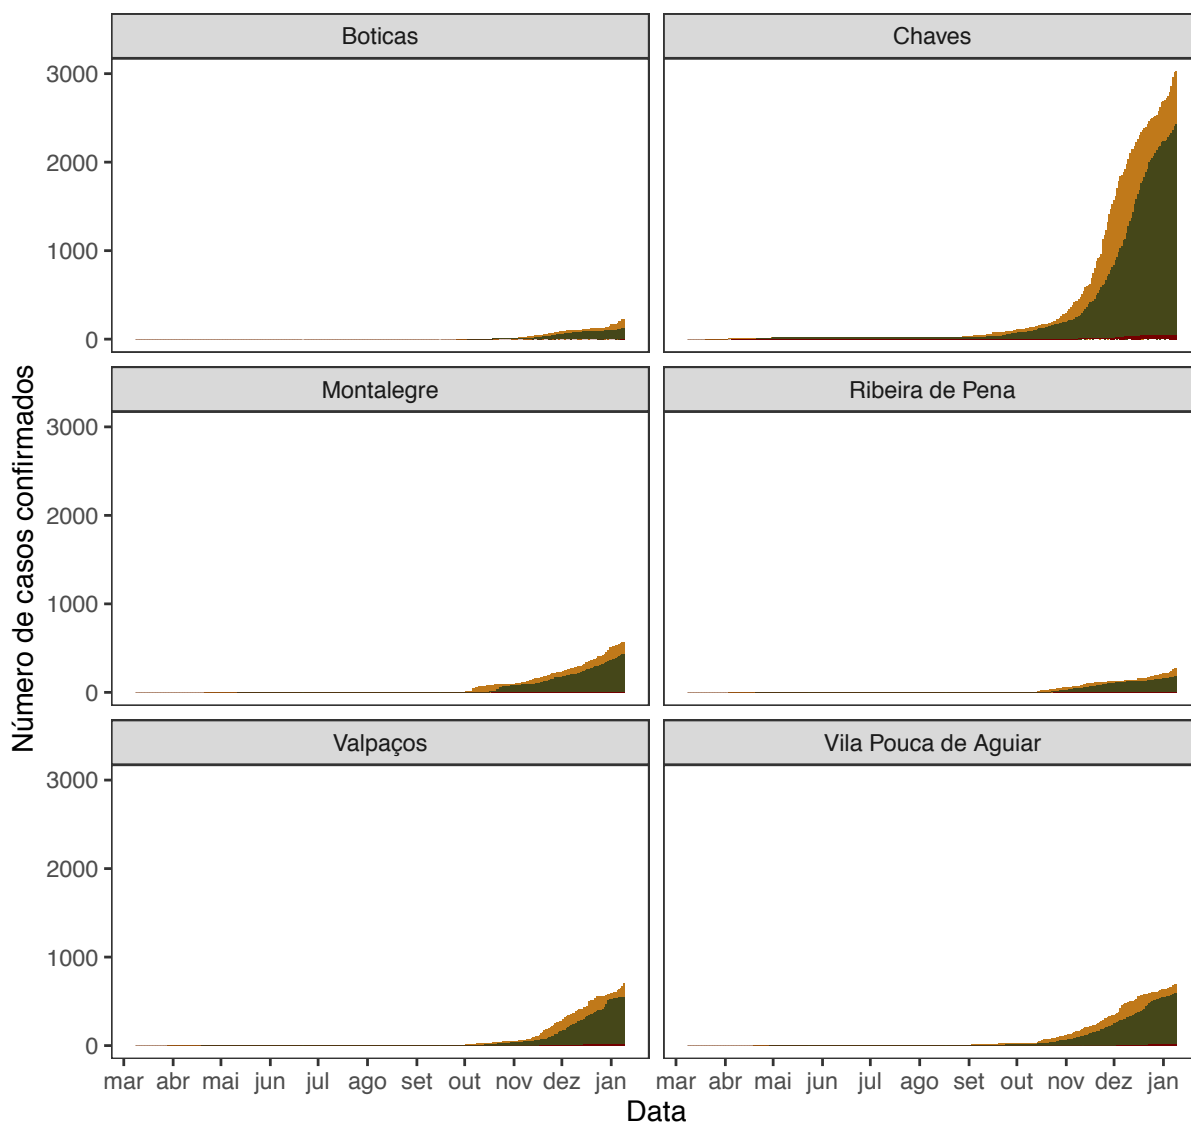 Boticas
Chaves
3000
2000
1000
0
Montalegre
Ribeira de Pena
3000
2000
1000
0
Valpaços
Vila Pouca de Aguiar
3000
2000
1000
0
mar abr mai jun jul ago set out nov dez jan
mar abr mai jun jul ago set out nov dez jan
Data
Número de casos confirmados